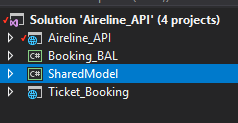 Solution 'Aireline_API' (4 projects)
Aireline_API
C# Booking_BAL
C# SharedModel
Ticket_Booking